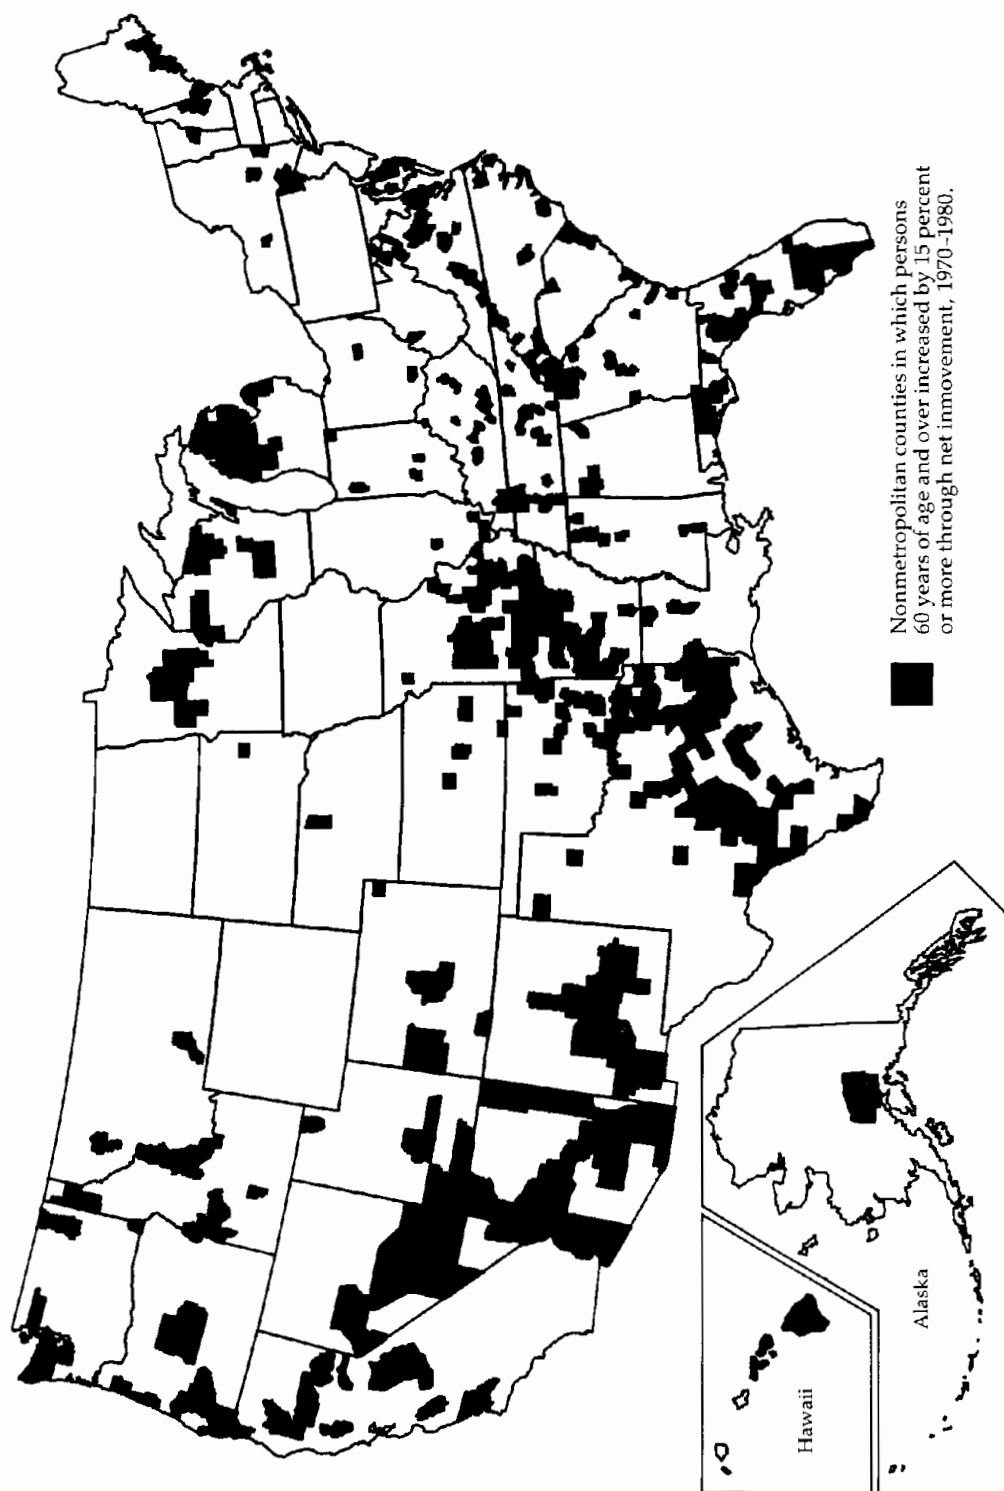 Nonmetropolitan counties in which persons
60 years of age and over increased by 15 percent
or more through net inmovement, 1970–1980.
Alaska
Hawaii